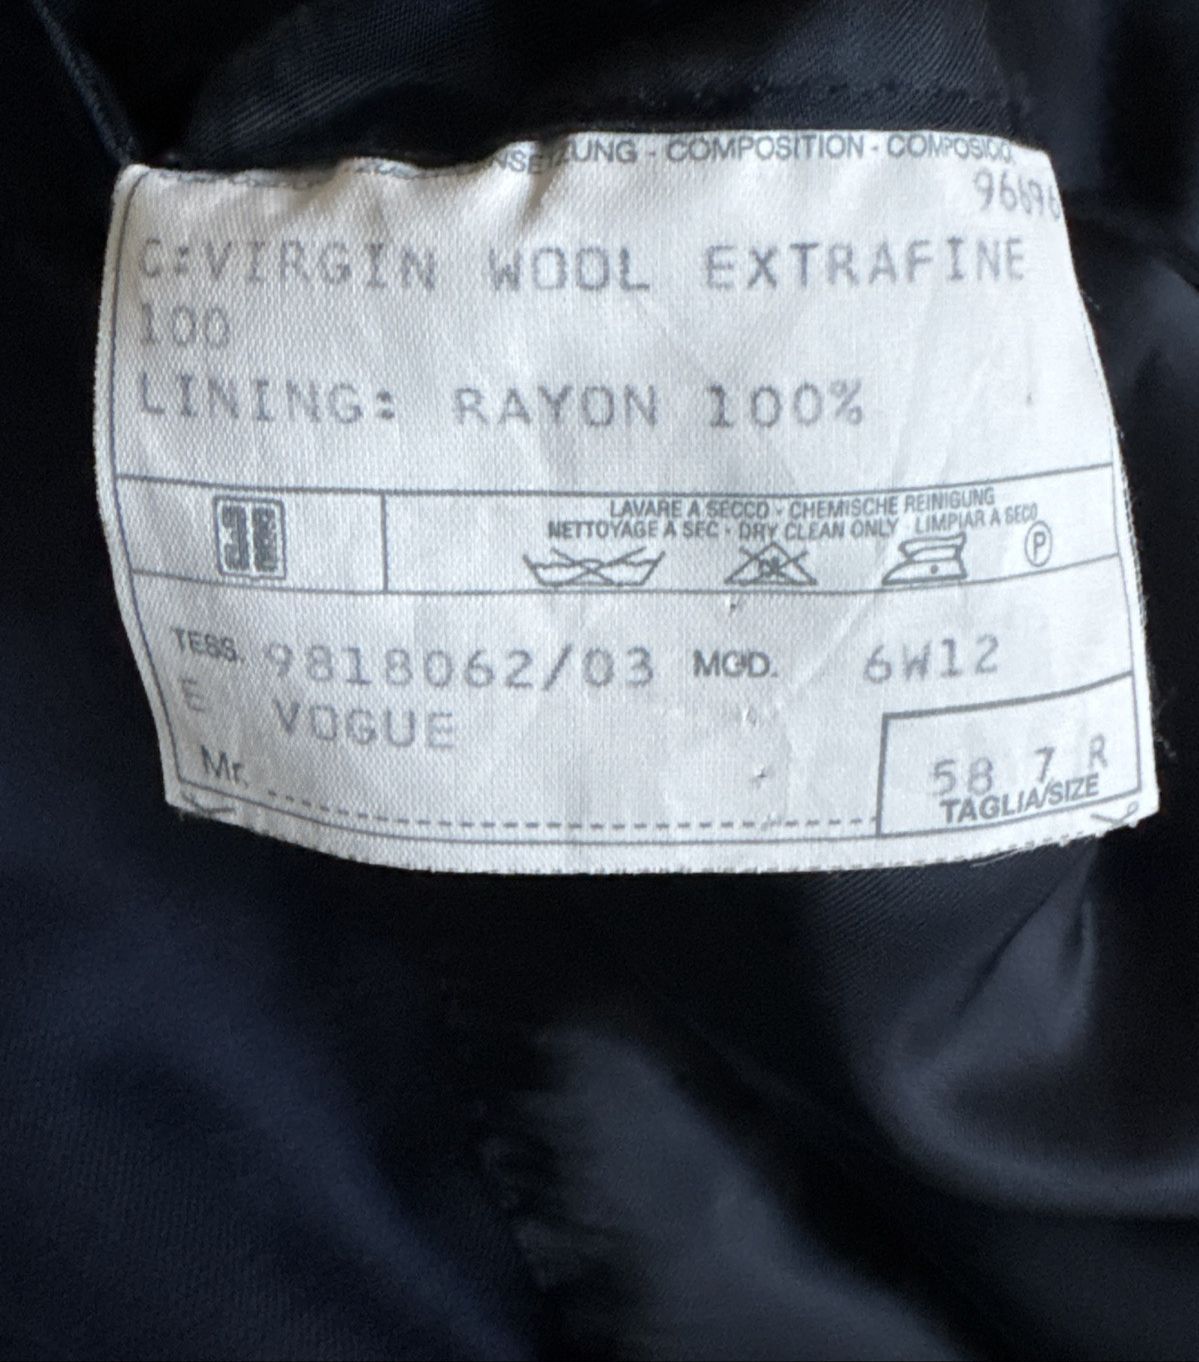 COMPOSITION - COMPOSICIO
C:VIRGIN WOOL EXTRAFINE
100
LINING: RAYON 100%
LAVARE A SECCO - CHEMISCHE REINIGUNG
NETTOYAGE A SEC - DRY CLEAN ONLY LIMPIAR A SECO
P
TESS. 9818062/03 MOD. 6W12
E VOGUE
Mr.
58 7 R
TAGLIA/SIZE